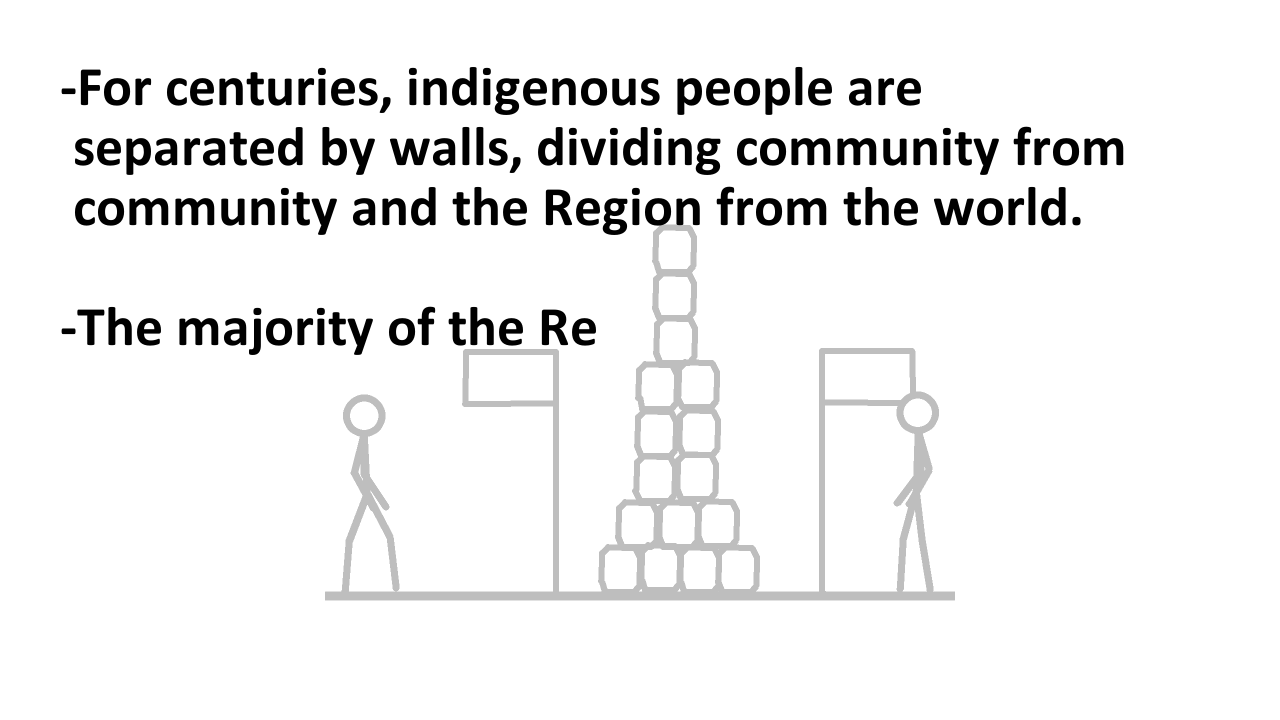 -For centuries, indigenous people are
separated by walls, dividing community from
community and the Region from the world.
-The majority of the Re